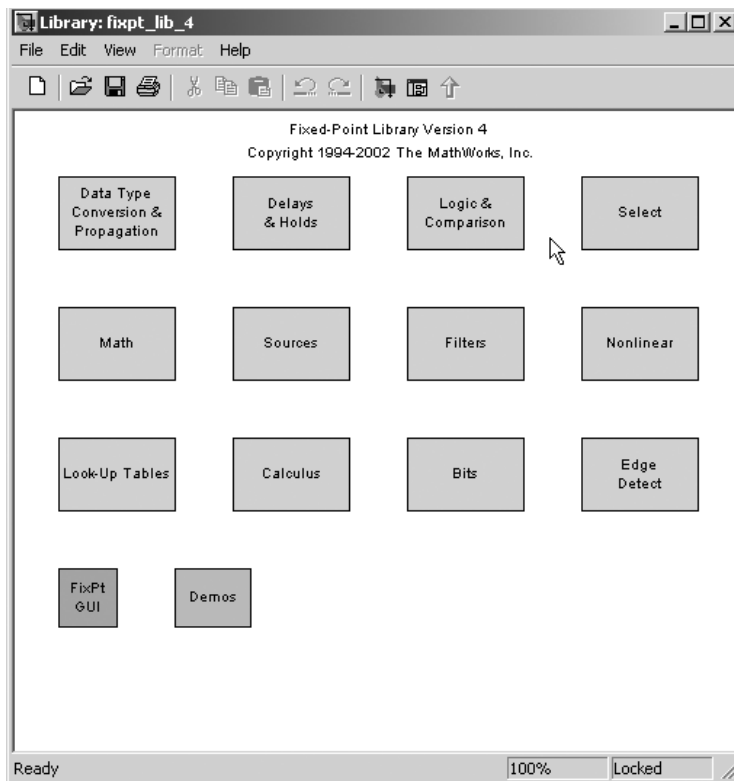 Library: fixpt_lib_4
File Edit View Format Help
Fixed-Point Library Version 4
Copyright 1994-2002 The MathWorks, Inc.
Data Type
Conversion &
Propagation
Delays
& Holds
Logic &
Comparison
Select
Math
Sources
Filters
Nonlinear
Look-Up Tables
Calculus
Bits
Edge
Detect
FixPt
GUI
Demos
Ready 100% Locked